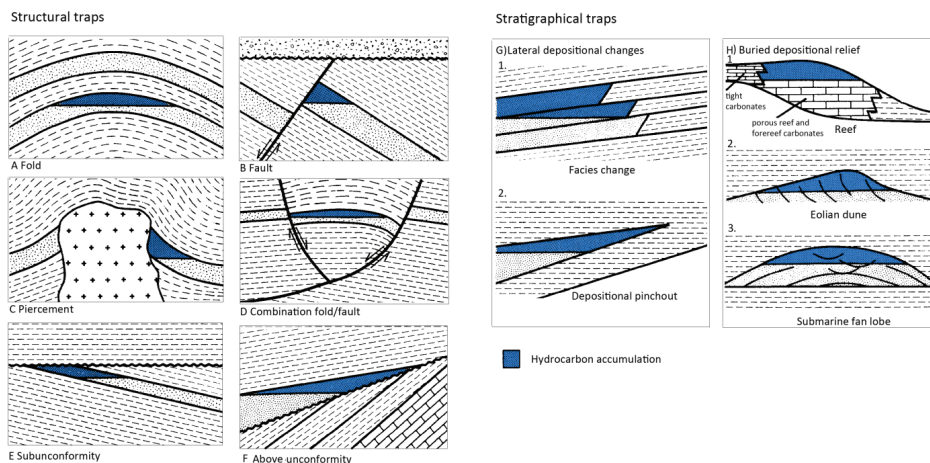 Structural traps
A Fold
B Fault
C Piercement
D Combination fold/fault
E Subunconformity
F Above unconformity
Stratigraphical traps
G)Lateral depositional changes
1.
Facies change
2.
Depositional pinchout
H) Buried depositional relief
1
tight
carbonates
porous reef and
forereef carbonates
Reef
2.
Eolian dune
3.
Submarine fan lobe
Hydrocarbon accumulation